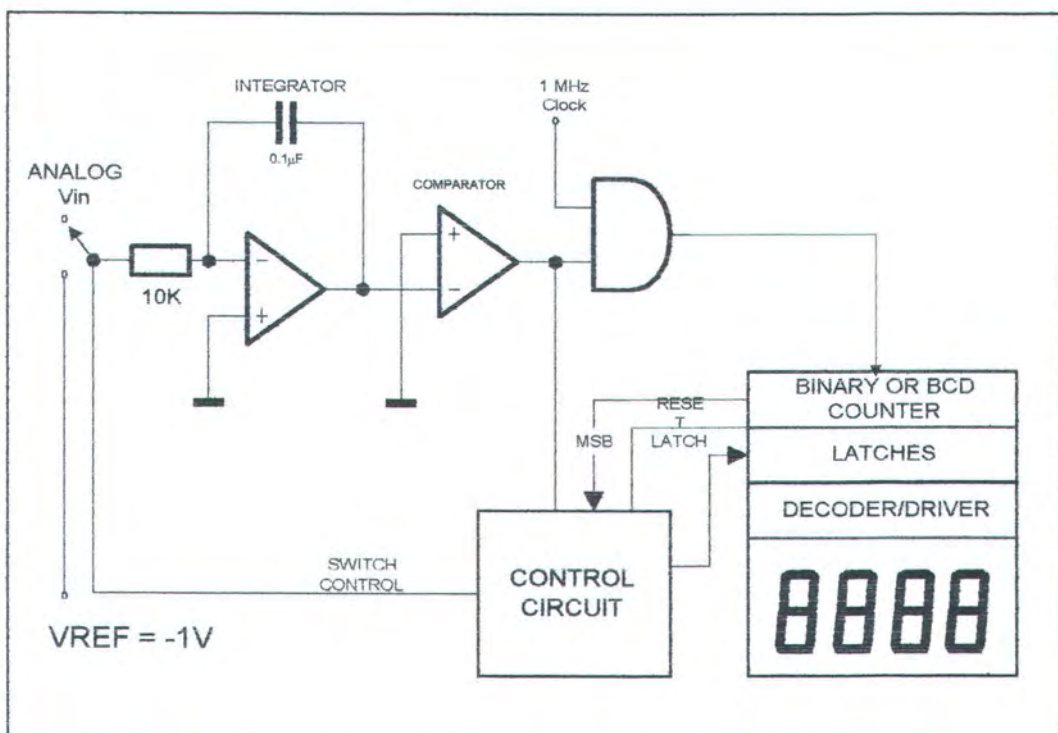 INTEGRATOR
0.1µF
1 MHz
Clock
ANALOG
Vin
10K
COMPARATOR
−
+
+
−
BINARY OR BCD
COUNTER
RESE
T
MSB
LATCH
LATCHES
DECODER/DRIVER
SWITCH
CONTROL
CONTROL
CIRCUIT
8888
VREF = -1V